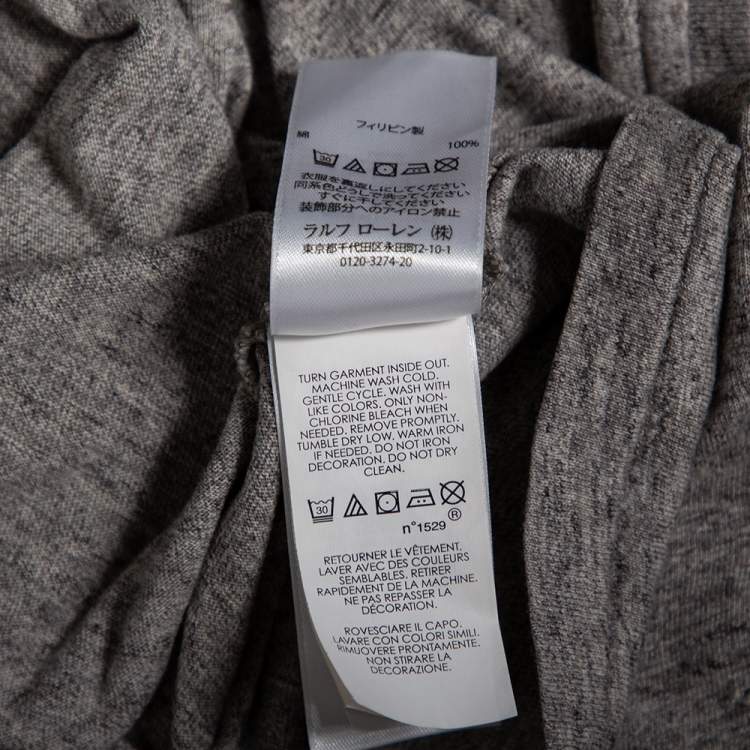 フィリピン製
綿 100%
30
衣服を裏返しにしてください
同系色どうしで洗ってください
すぐに干してください
装飾部分へのアイロン禁止
ラルフ ローレン (株)
東京都千代田区永田町2-10-1
0120-3274-20
TURN GARMENT INSIDE OUT.
MACHINE WASH COLD,
GENTLE CYCLE. WASH WITH
LIKE COLORS. ONLY NON-
CHLORINE BLEACH WHEN
NEEDED. REMOVE PROMPTLY.
TUMBLE DRY LOW. WARM IRON
IF NEEDED. DO NOT IRON
DECORATION. DO NOT DRY
CLEAN.
30
n°1529 ®
RETOURNER LE VÊTEMENT.
LAVER AVEC DES COULEURS
SEMBLABLES. RETIRER
RAPIDEMENT DE LA MACHINE.
NE PAS REPASSER LA
DÉCORATION.
ROVESCIARE IL CAPO.
LAVARE CON COLORI SIMILI.
RIMUOVERE PRONTAMENTE.
NON STIRARE LA
DECORAZIONE.